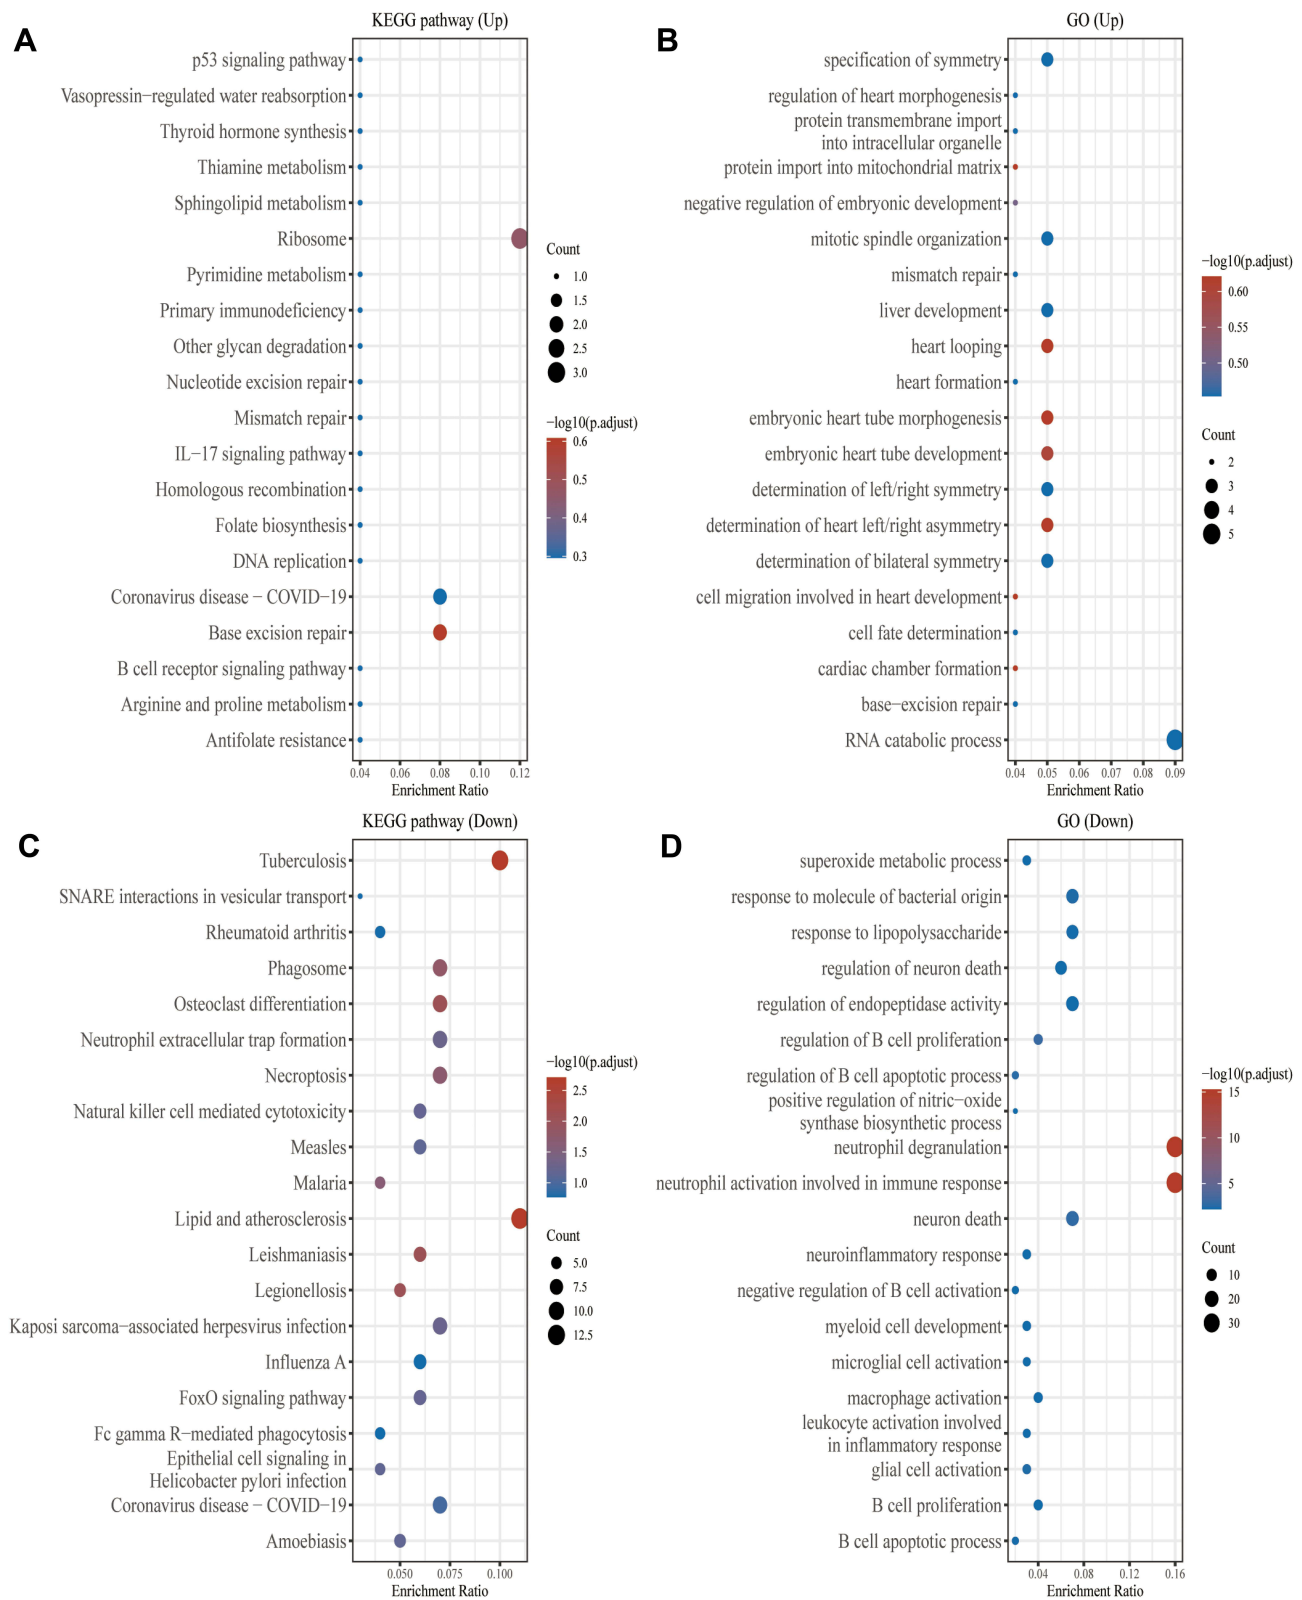 A
KEGG pathway (Up)
p53 signaling pathway
Vasopressin−regulated water reabsorption
Thyroid hormone synthesis
Thiamine metabolism
Sphingolipid metabolism
Ribosome
Pyrimidine metabolism
Primary immunodeficiency
Other glycan degradation
Nucleotide excision repair
Mismatch repair
IL−17 signaling pathway
Homologous recombination
Folate biosynthesis
DNA replication
Coronavirus disease − COVID−19
Base excision repair
B cell receptor signaling pathway
Arginine and proline metabolism
Antifolate resistance
0.04 0.06 0.08 0.10 0.12
Enrichment Ratio
Count
1.0
1.5
2.0
2.5
3.0
−log10(p.adjust)
0.6
0.5
0.4
0.3
B
GO (Up)
specification of symmetry
regulation of heart morphogenesis
protein transmembrane import
into intracellular organelle
protein import into mitochondrial matrix
negative regulation of embryonic development
mitotic spindle organization
mismatch repair
liver development
heart looping
heart formation
embryonic heart tube morphogenesis
embryonic heart tube development
determination of left/right symmetry
determination of heart left/right asymmetry
determination of bilateral symmetry
cell migration involved in heart development
cell fate determination
cardiac chamber formation
base−excision repair
RNA catabolic process
0.04 0.05 0.06 0.07 0.08 0.09
Enrichment Ratio
−log10(p.adjust)
0.60
0.55
0.50
Count
2
3
4
5
C
KEGG pathway (Down)
Tuberculosis
SNARE interactions in vesicular transport
Rheumatoid arthritis
Phagosome
Osteoclast differentiation
Neutrophil extracellular trap formation
Necroptosis
Natural killer cell mediated cytotoxicity
Measles
Malaria
Lipid and atherosclerosis
Leishmaniasis
Legionellosis
Kaposi sarcoma−associated herpesvirus infection
Influenza A
FoxO signaling pathway
Fc gamma R−mediated phagocytosis
Epithelial cell signaling in
Helicobacter pylori infection
Coronavirus disease − COVID−19
Amoebiasis
0.050 0.075 0.100
Enrichment Ratio
−log10(p.adjust)
2.5
2.0
1.5
1.0
Count
5.0
7.5
10.0
12.5
D
GO (Down)
superoxide metabolic process
response to molecule of bacterial origin
response to lipopolysaccharide
regulation of neuron death
regulation of endopeptidase activity
regulation of B cell proliferation
regulation of B cell apoptotic process
positive regulation of nitric−oxide
synthase biosynthetic process
neutrophil degranulation
neutrophil activation involved in immune response
neuron death
neuroinflammatory response
negative regulation of B cell activation
myeloid cell development
microglial cell activation
macrophage activation
leukocyte activation involved
in inflammatory response
glial cell activation
B cell proliferation
B cell apoptotic process
0.04 0.08 0.12 0.16
Enrichment Ratio
−log10(p.adjust)
15
10
5
Count
10
20
30